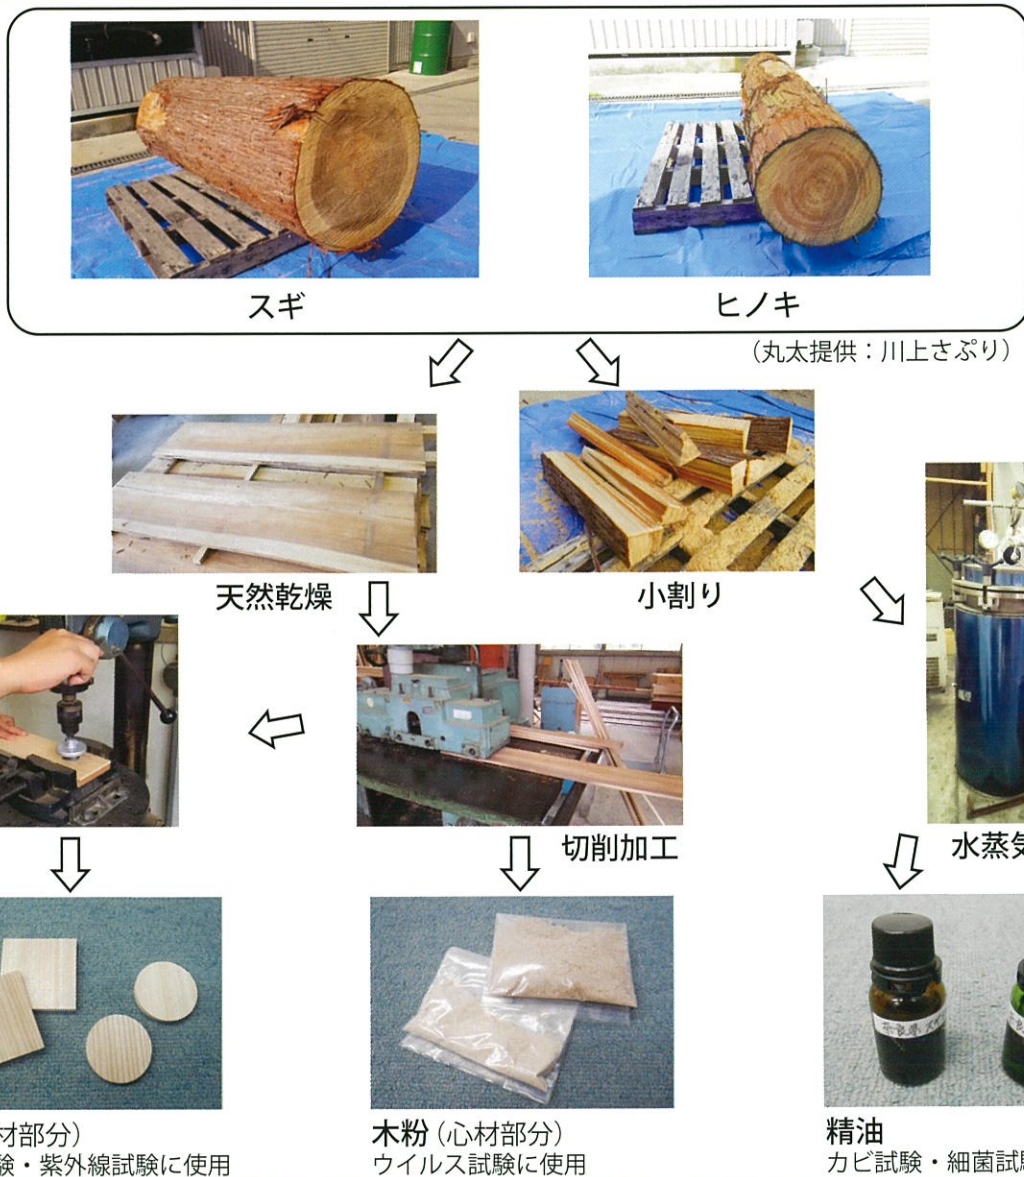 スギ
ヒノキ
(丸太提供：川上さぷり)
天然乾燥
小割り
切削加工
水蒸気
材部分)
験・紫外線試験に使用
木粉 (心材部分)
ウイルス試験に使用
精油
カビ試験・細菌試験